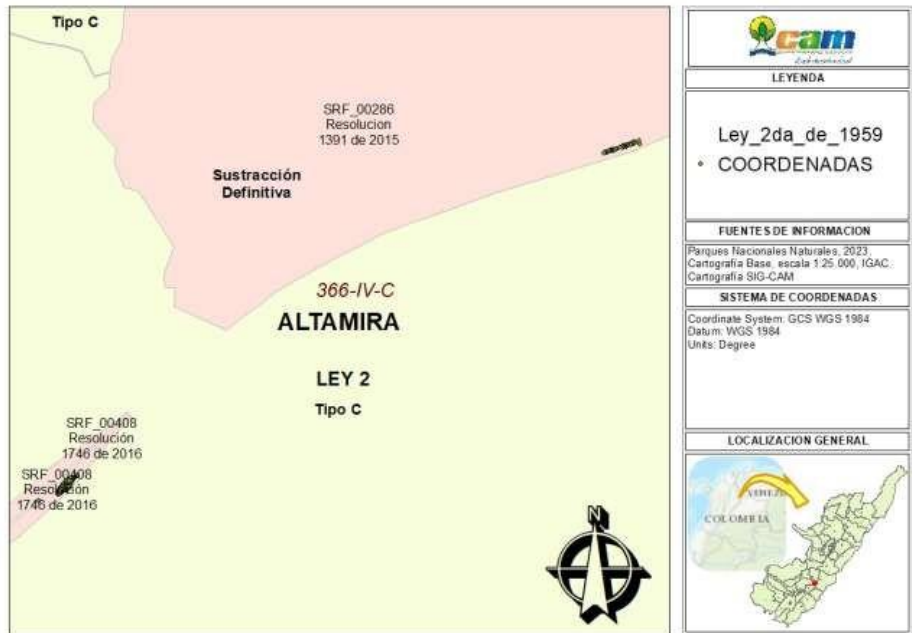 Tipo C
SRF_00286
Resolucion
1391 de 2015
Sustracción
Definitiva
366-IV-C
ALTAMIRA
LEY 2
Tipo C
SRF_00408
Resolución
1746 de 2016
SRF_00408
Resolución
1746 de 2016
N
cam
LEYENDA
Ley_2da_de_1959
COORDENADAS
FUENTES DE INFORMACION
Parques Nacionales Naturales, 2023,
Cartografía Base, escala 1:25.000, IGAC.
Cartografía SIG-CAM
SISTEMA DE COORDENADAS
Coordinate System: GCS WGS 1984
Datum: WGS 1984
Units: Degree
LOCALIZACION GENERAL
COLOMBIA